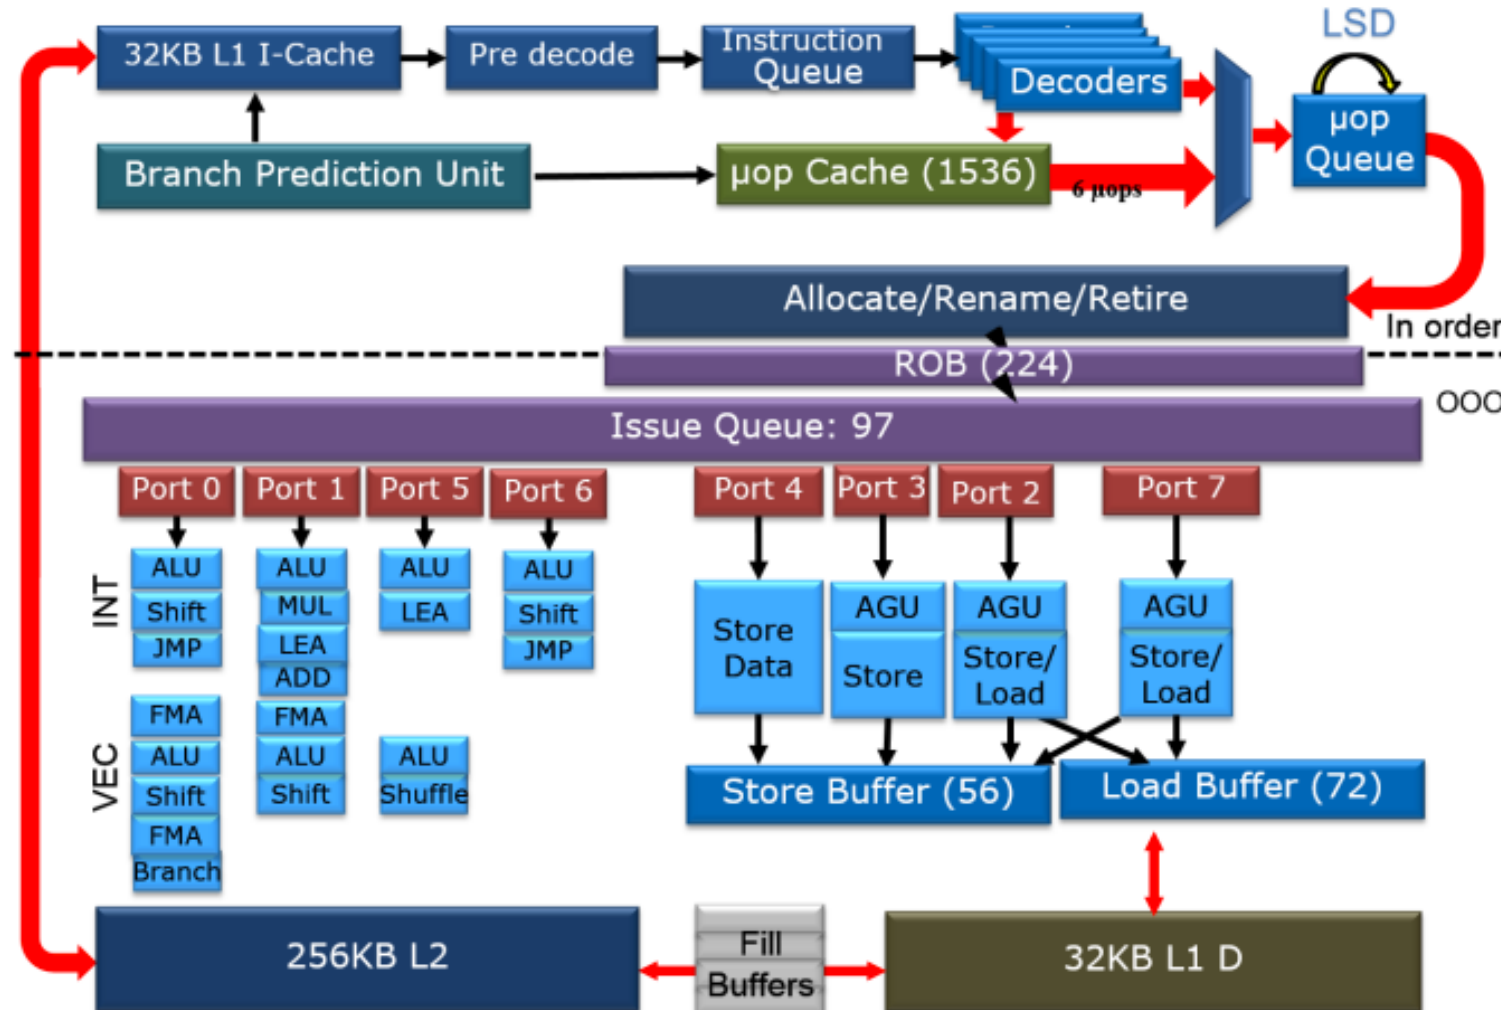 LSD
32KB L1 I-Cache
Pre decode
Instruction
Queue
Decoders
µop
Queue
Branch Prediction Unit
µop Cache (1536)
6 µops
Allocate/Rename/Retire
In order
ROB (224)
OOO
Issue Queue: 97
Port 0
Port 1
Port 5
Port 6
Port 4
Port 3
Port 2
Port 7
INT
ALU
Shift
JMP
ALU
MUL
LEA
ADD
ALU
LEA
ALU
Shift
JMP
Store
Data
AGU
Store
AGU
Store/
Load
AGU
Store/
Load
VEC
FMA
ALU
Shift
FMA
Branch
FMA
ALU
Shift
ALU
Shuffle
Store Buffer (56)
Load Buffer (72)
256KB L2
Fill
Buffers
32KB L1 D